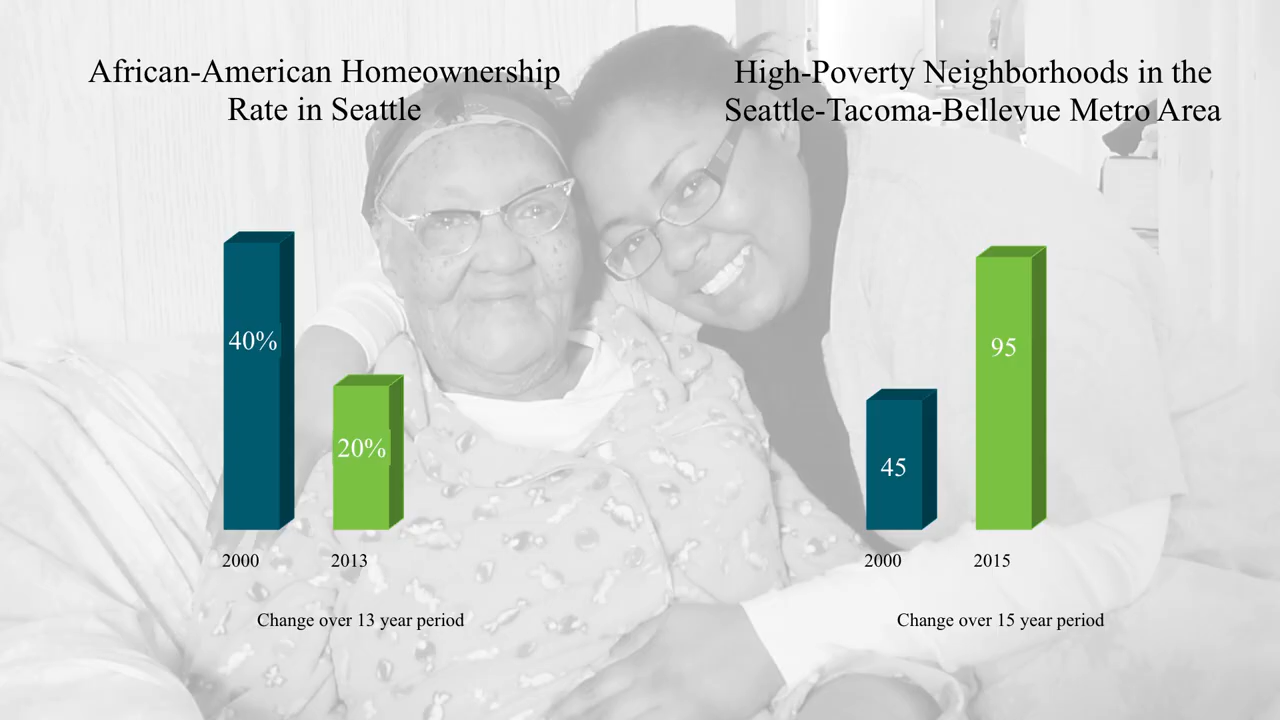 African-American Homeownership
Rate in Seattle
40%
20%
2000
2013
Change over 13 year period
High-Poverty Neighborhoods in the
Seattle-Tacoma-Bellevue Metro Area
45
95
2000
2015
Change over 15 year period